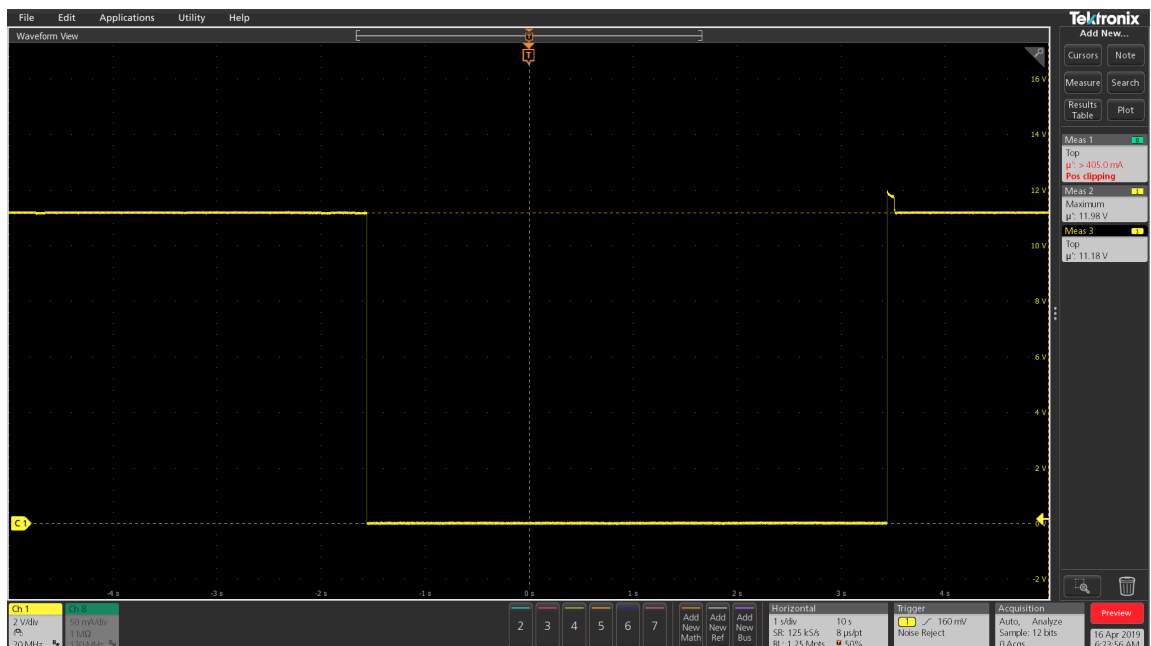 File Edit Applications Utility Help
Tektronix
Waveform View
Add New...
T
T
Cursors Note
Measure Search
Results Table Plot
16 V
14 V
12 V
10 V
8 V
6 V
4 V
2 V
-2 V
Meas 1 8
Top
µ': > 405.0 mA
Pos clipping
Meas 2 1
Maximum
µ': 11.98 V
Meas 3 1
Top
µ': 11.18 V
C1
-4 s -3 s -2 s -1 s 0 s 1 s 2 s 3 s 4 s
Ch 1
2 V/div
20 MHz
Ch 8
50 mA/div
1 MΩ
120 MHz
2 3 4 5 6 7
Add New Math
Add New Ref
Add New Bus
Horizontal
1 s/div 10 s
SR: 125 kS/s 8 µs/pt
RL: 1.25 Mpts 50%
Trigger
1 160 mV
Noise Reject
Acquisition
Auto, Analyze
Sample: 12 bits
0 Acqs
Preview
16 Apr 2019
6:23:56 AM